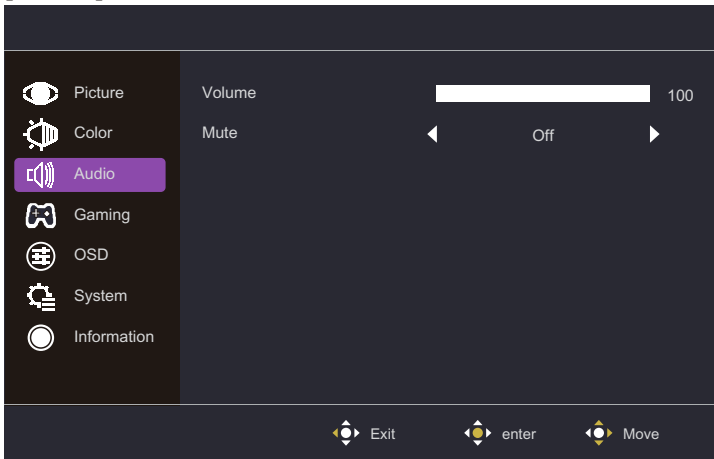 Picture
Volume
100
Color
Mute
Off
Audio
Gaming
OSD
System
Information
Exit
enter
Move